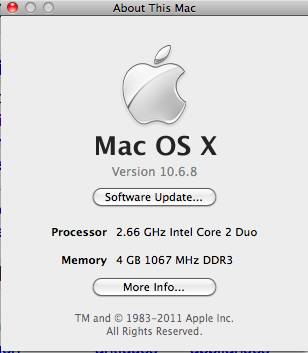 About This Mac
Mac OS X
Version 10.6.8
Software Update...
Processor 2.66 GHz Intel Core 2 Duo
Memory 4 GB 1067 MHz DDR3
More Info...
TM and © 1983-2011 Apple Inc.
All Rights Reserved.